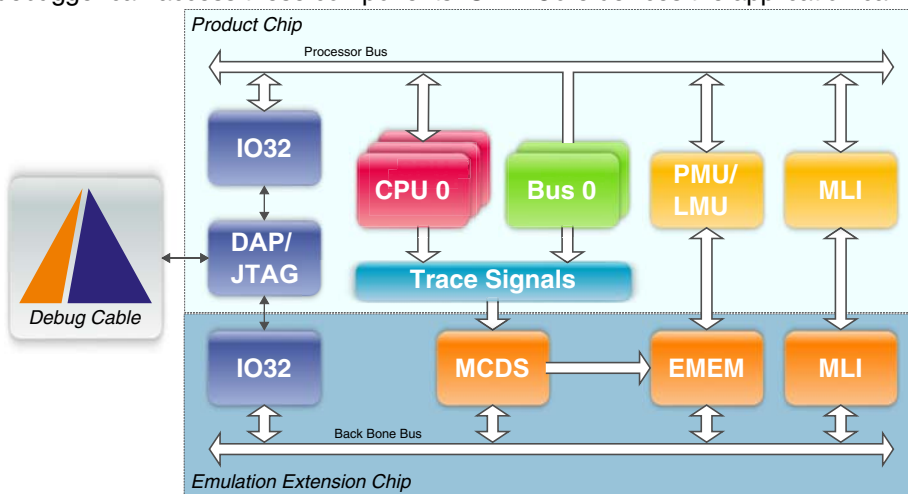 Product Chip
Processor Bus
IO32
CPU 0
Bus 0
PMU/
LMU
MLI
DAP/
JTAG
Trace Signals
Debug Cable
IO32
MCDS
EMEM
MLI
Back Bone Bus
Emulation Extension Chip